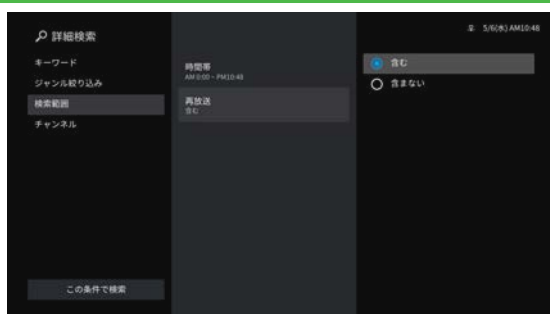 5/6(水) AM10:48
詳細検索
キーワード
ジャンル絞り込み
検索範囲
チャンネル
この条件で検索
時間帯
AM 0:00 - PM10:48
再放送
含む
含む
含まない